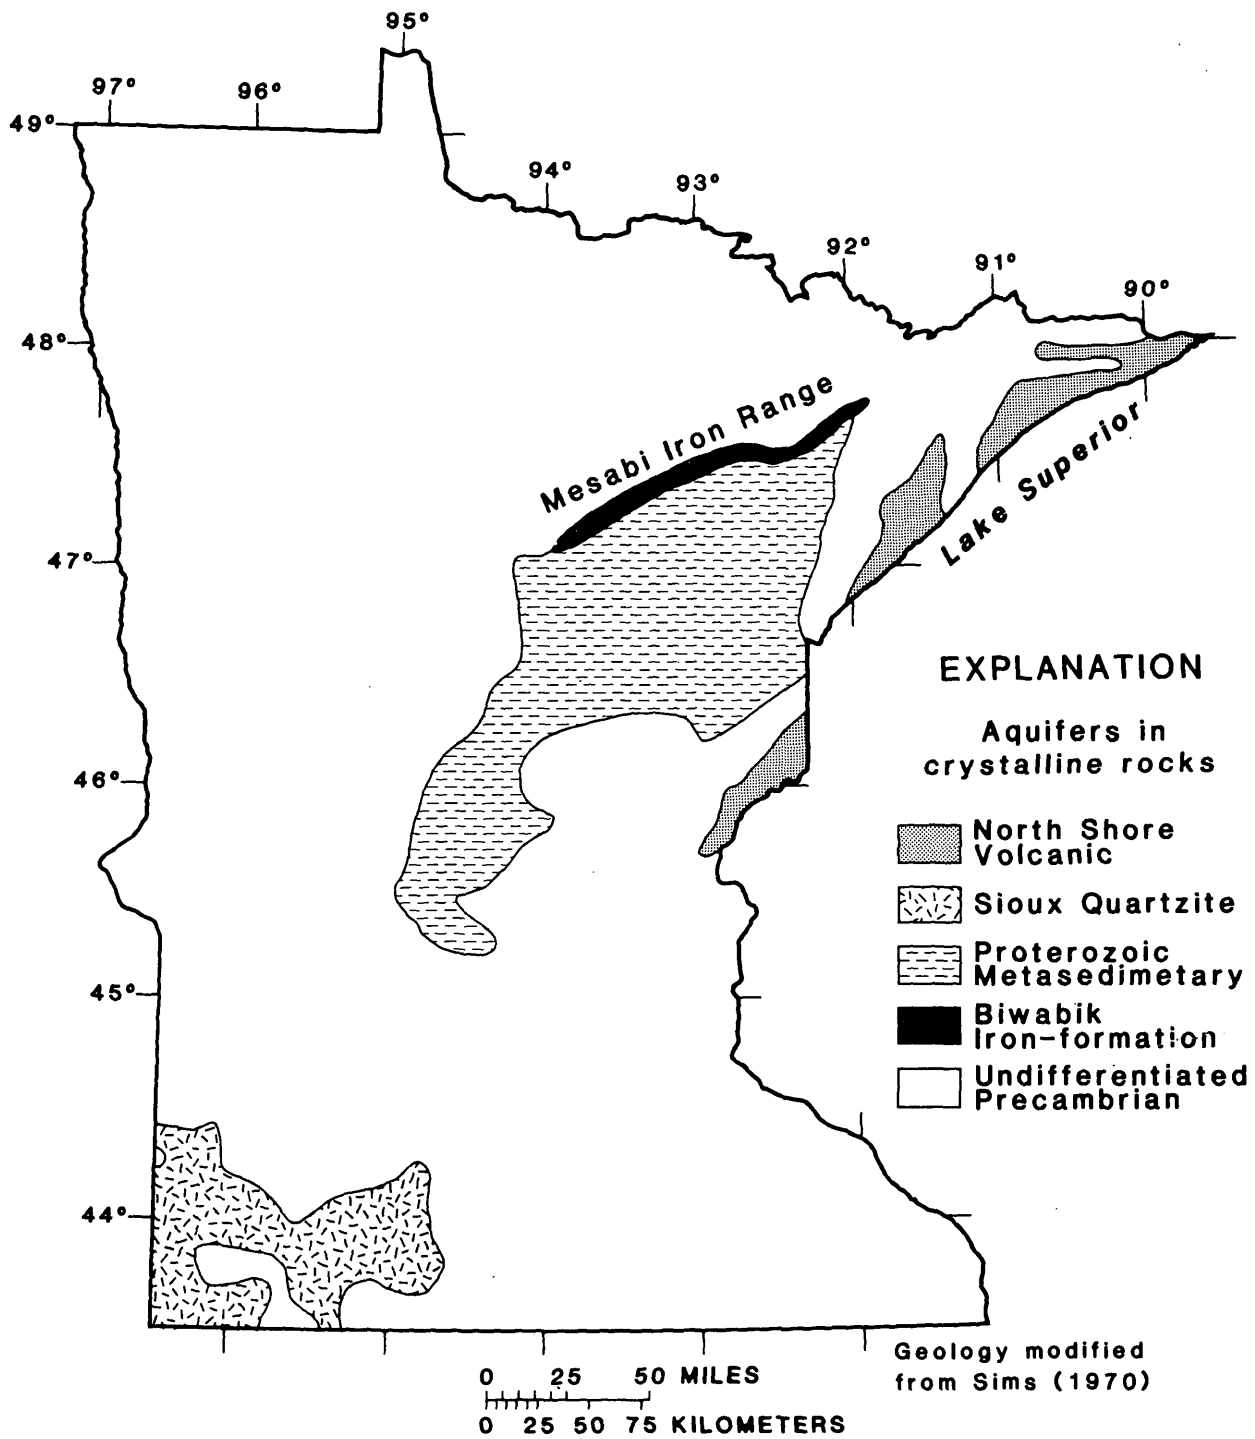 95°
97°
96°
49°
94°
93°
92°
91°
90°
48°
Mesabi Iron Range
Lake Superior
47°
46°
45°
44°
EXPLANATION
Aquifers in
crystalline rocks
North Shore
Volcanic
Sioux Quartzite
Proterozoic
Metasedimetary
Biwabik
Iron-formation
Undifferentiated
Precambrian
Geology modified
from Sims (1970)
0 25 50 MILES
0 25 50 75 KILOMETERS